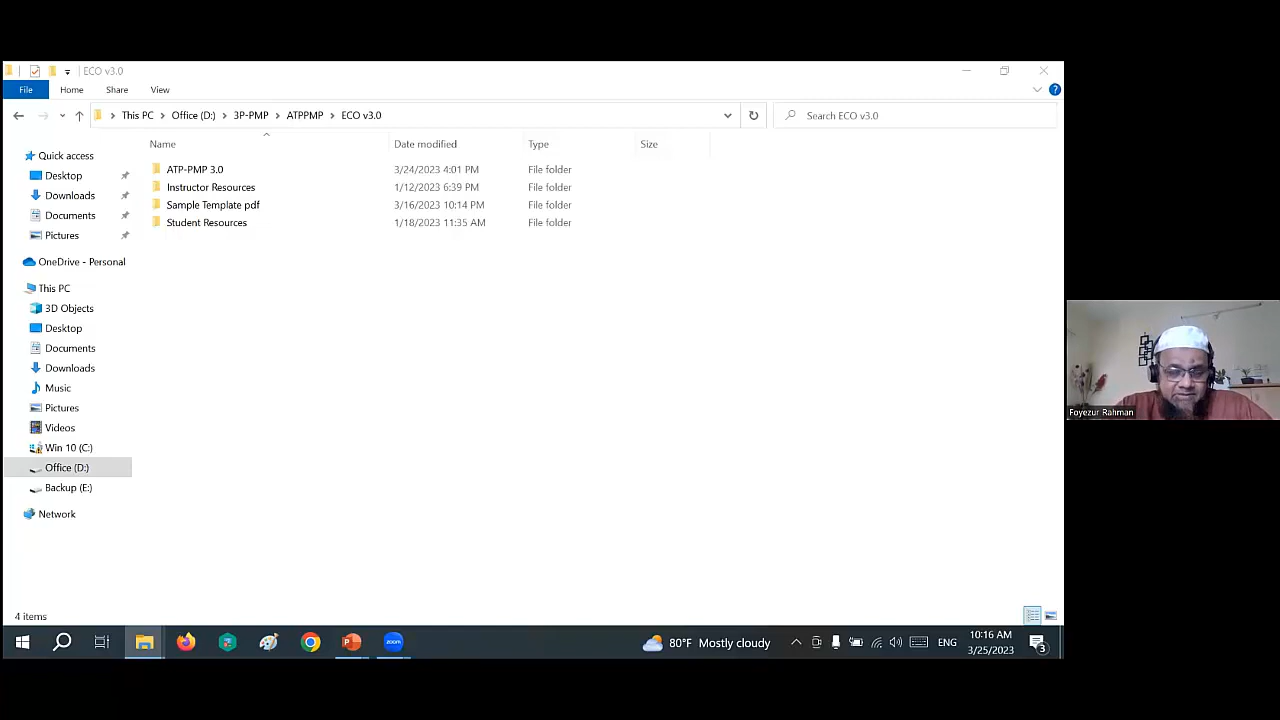 ECO v3.0
File Home Share View
This PC Office (D:) 3P-PMP ATPPMP ECO v3.0
Search ECO v3.0
Name Date modified Type Size
ATP-PMP 3.0 3/24/2023 4:01 PM File folder
Instructor Resources 1/12/2023 6:39 PM File folder
Sample Template pdf 3/16/2023 10:14 PM File folder
Student Resources 1/18/2023 11:35 AM File folder
Quick access
Desktop
Downloads
Documents
Pictures
OneDrive - Personal
This PC
3D Objects
Desktop
Documents
Downloads
Music
Pictures
Videos
Win 10 (C:)
Office (D:)
Backup (E:)
Network
4 items
Foyezur Rahman
zoom
80°F Mostly cloudy
ENG
10:16 AM
3/25/2023
3